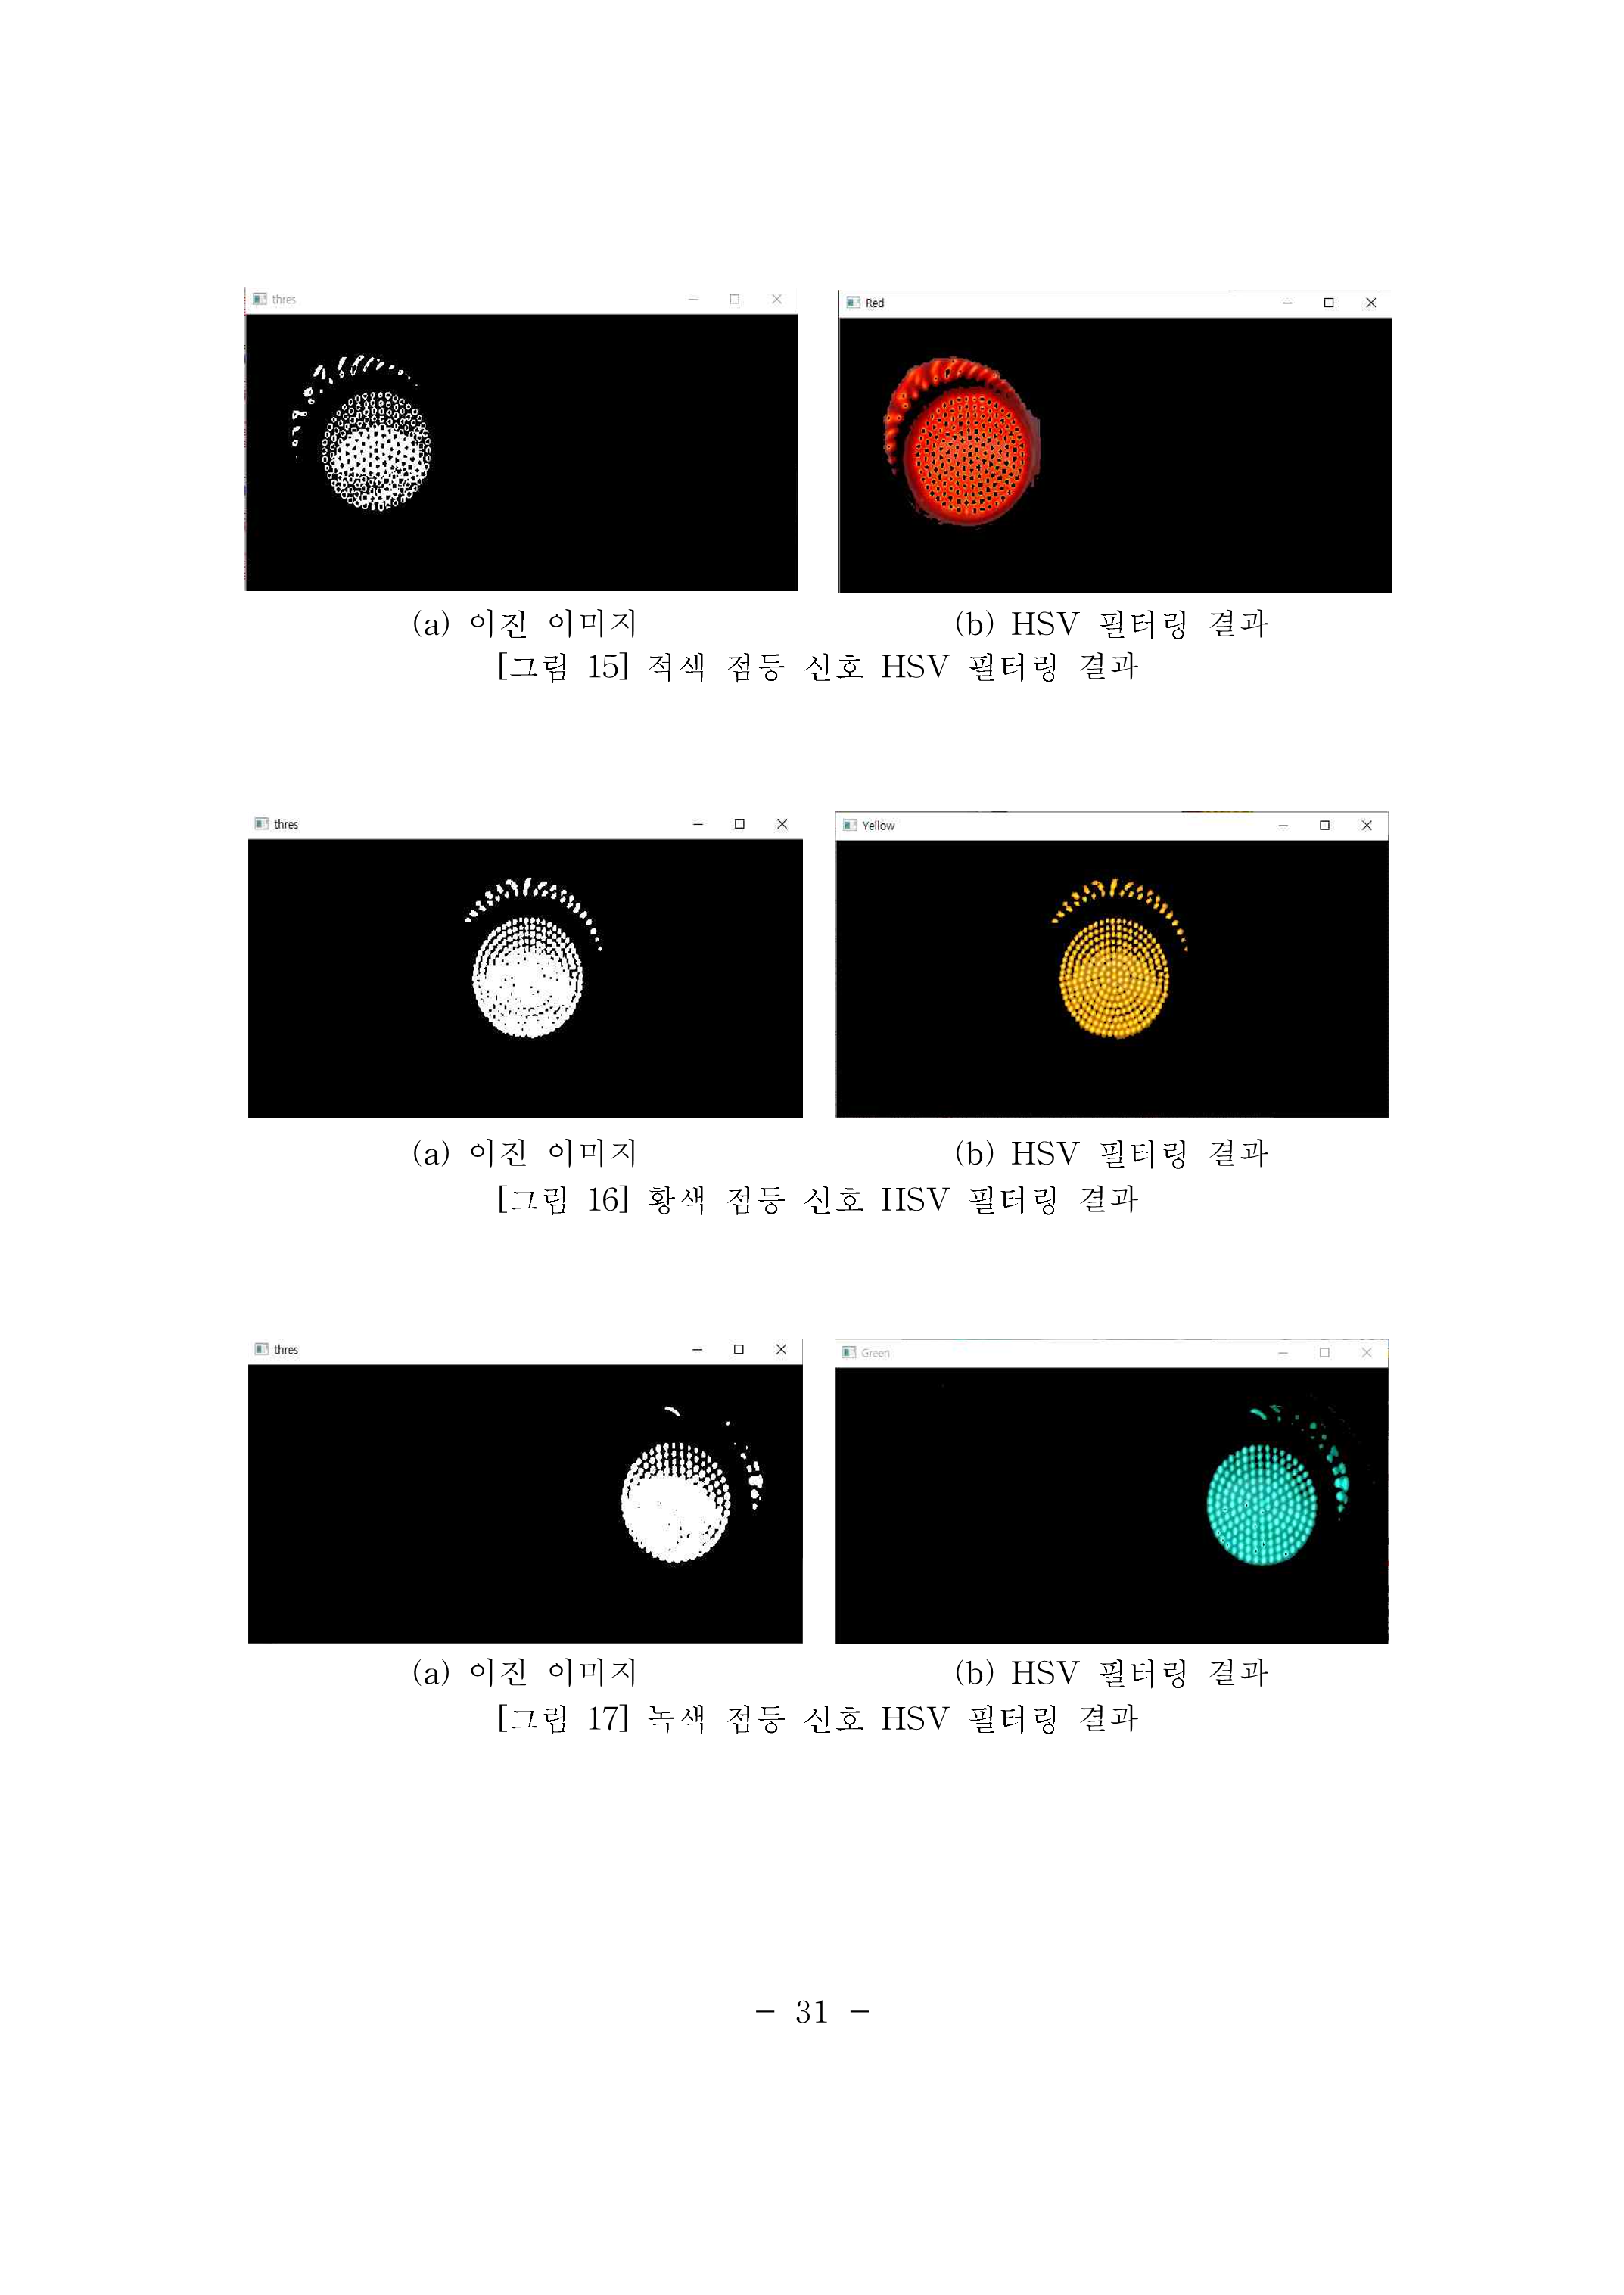 thres
Red
(a) 이진 이미지
(b) HSV 필터링 결과
[그림 15] 적색 점등 신호 HSV 필터링 결과
thres
Yellow
(a) 이진 이미지
(b) HSV 필터링 결과
[그림 16] 황색 점등 신호 HSV 필터링 결과
thres
Green
(a) 이진 이미지
(b) HSV 필터링 결과
[그림 17] 녹색 점등 신호 HSV 필터링 결과
- 31 -